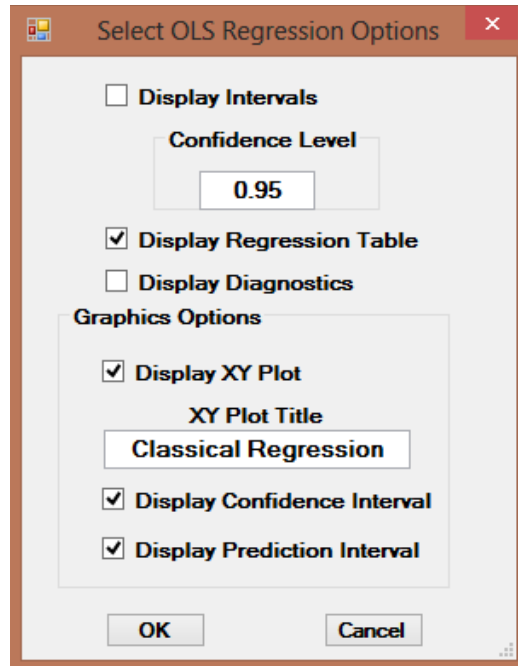 Select OLS Regression Options
Display Intervals
Confidence Level
0.95
Display Regression Table
Display Diagnostics
Graphics Options
Display XY Plot
XY Plot Title
Classical Regression
Display Confidence Interval
Display Prediction Interval
OK Cancel